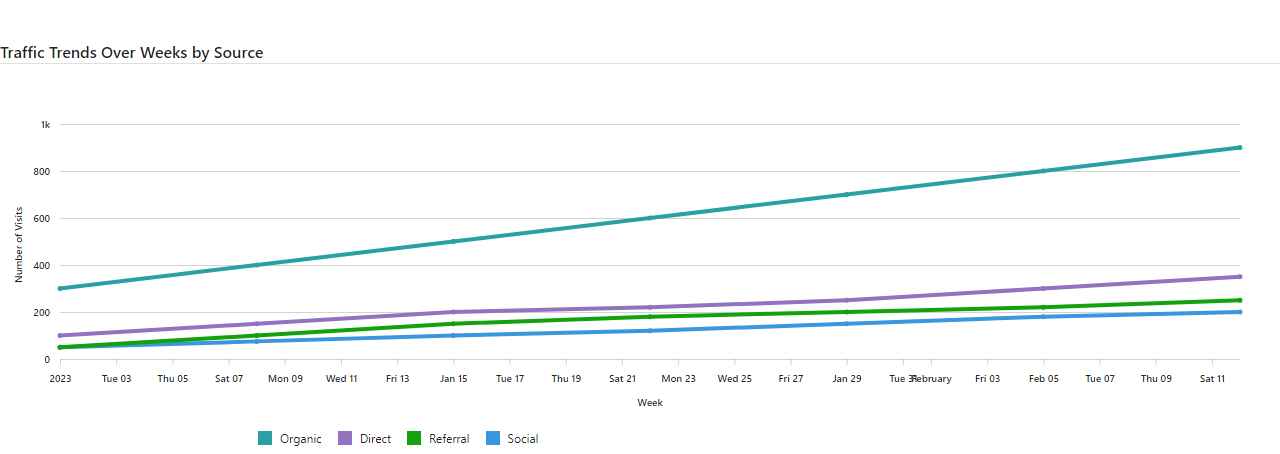 Traffic Trends Over Weeks by Source
1k
800
600
400
200
0
Number of Visits
2023 Tue 03 Thu 05 Sat 07 Mon 09 Wed 11 Fri 13 Jan 15 Tue 17 Thu 19 Sat 21 Mon 23 Wed 25 Fri 27 Jan 29 Tue 31 February Fri 03 Feb 05 Tue 07 Thu 09 Sat 11
Week
Organic Direct Referral Social